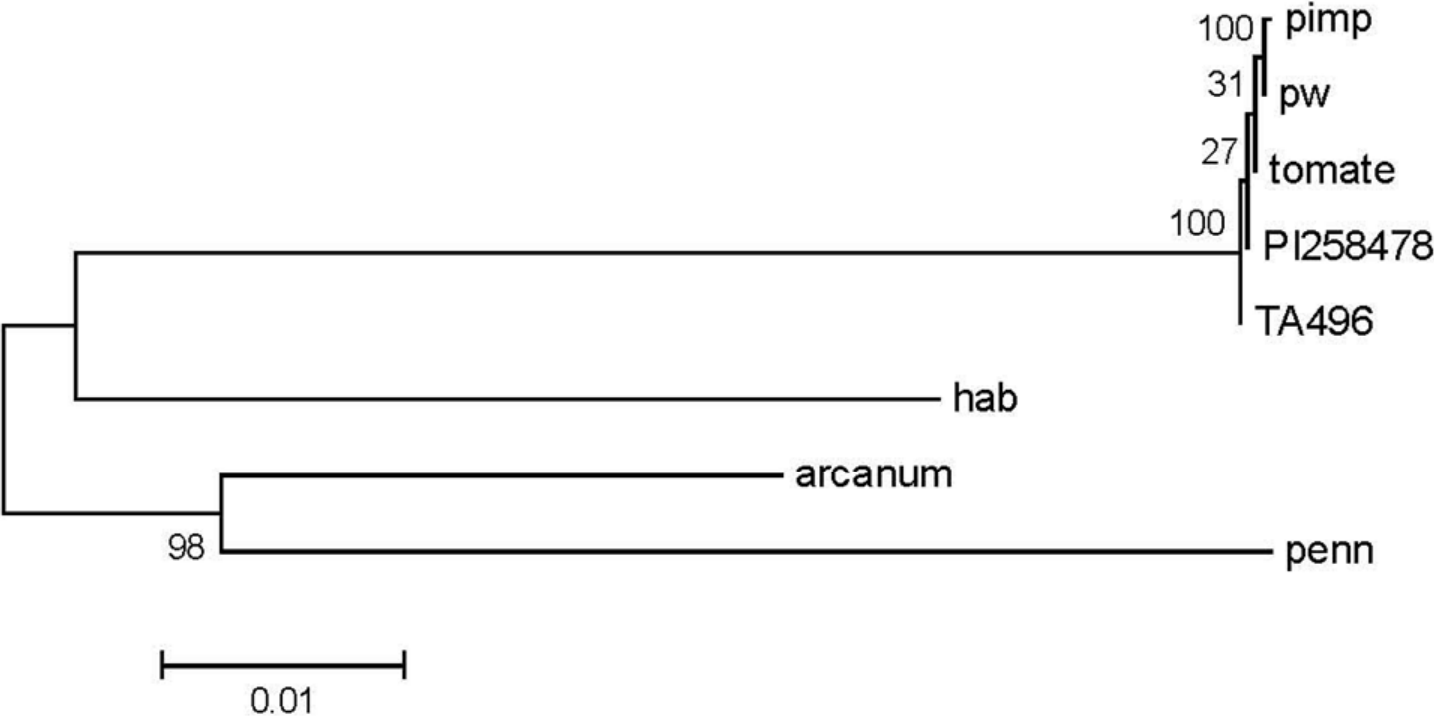 100 pimp
31 pw
27 tomate
100 PI258478
TA496
hab
arcanum
98 penn
0.01